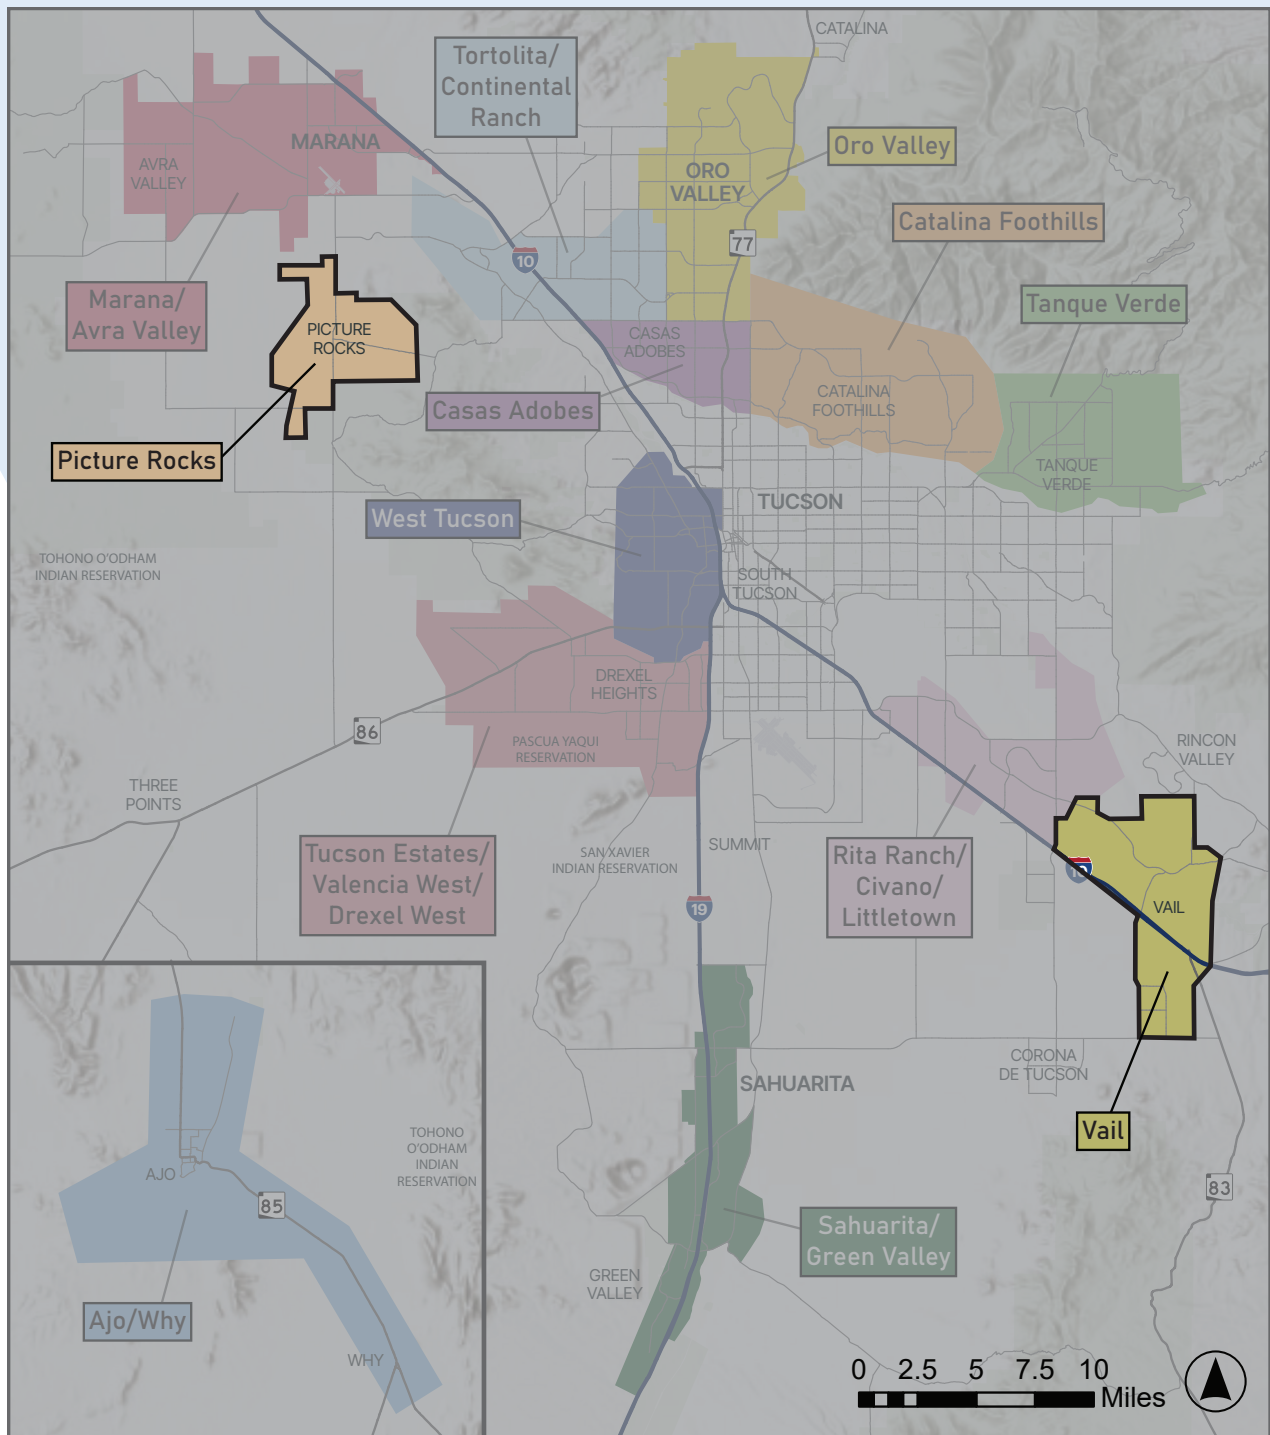 CATALINA
Tortolita/
Continental
Ranch
MARANA
Oro Valley
AVRA
VALLEY
ORO
VALLEY
Catalina Foothills
77
10
Marana/
Avra Valley
Tanque Verde
PICTURE
ROCKS
CASAS
ADOBES
CATALINA
FOOTHILLS
Casas Adobes
Picture Rocks
TANQUE
VERDE
West Tucson
TUCSON
TOHONO O'ODHAM
INDIAN RESERVATION
SOUTH
TUCSON
DREXEL
HEIGHTS
86
PASCUA YAQUI
RESERVATION
RINCON
VALLEY
THREE
POINTS
Tucson Estates/
Valencia West/
Drexel West
SAN XAVIER
INDIAN RESERVATION
SUMMIT
Rita Ranch/
Civano/
Littletown
10
19
VAIL
CORONA
DE TUCSON
SAHUARITA
Vail
TOHONO
O'ODHAM
INDIAN
RESERVATION
AJO
85
83
Sahuarita/
Green Valley
GREEN
VALLEY
Ajo/Why
WHY
0 2.5 5 7.5 10
Miles